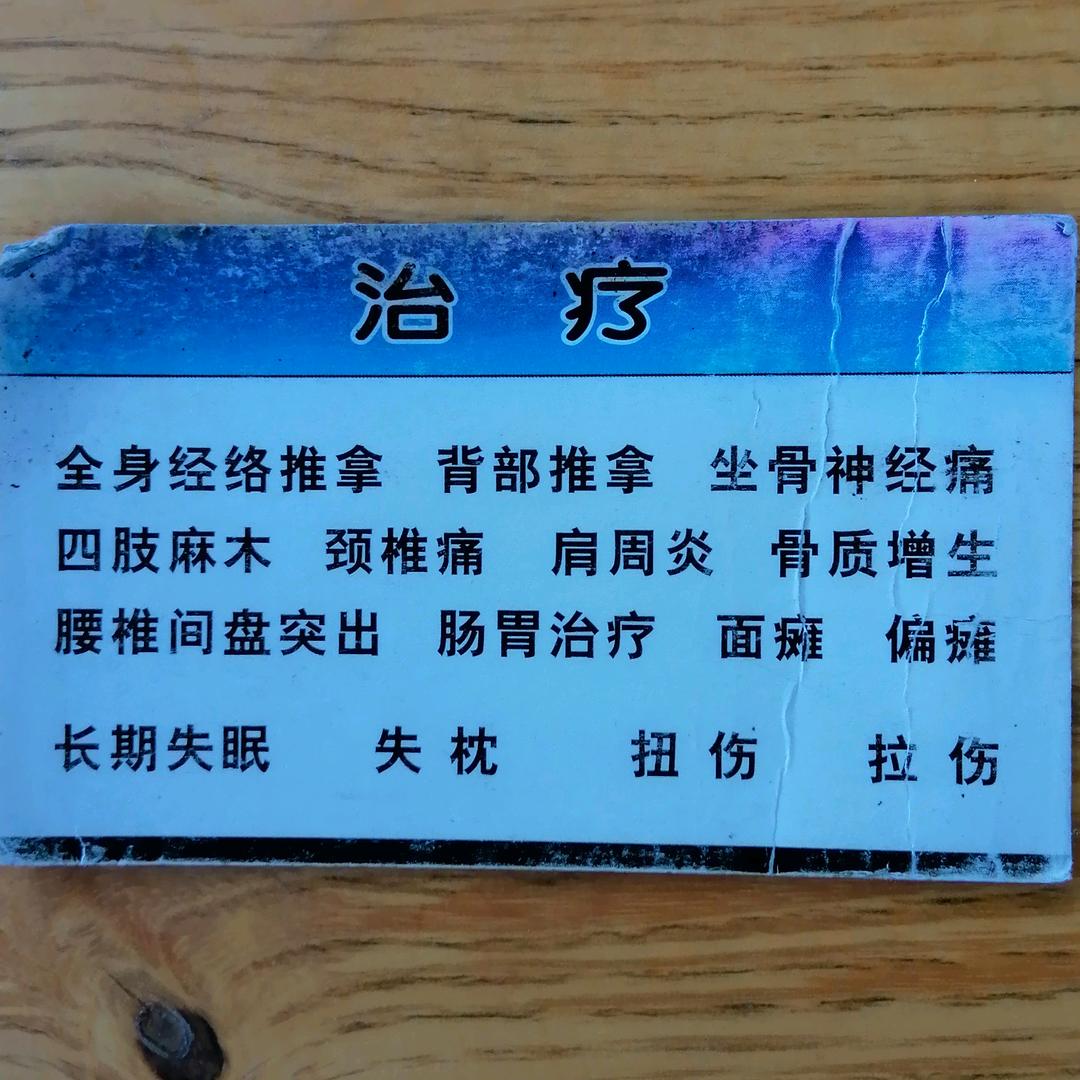 治 疗
全身经络推拿 背部推拿 坐骨神经痛
四肢麻木 颈椎痛 肩周炎 骨质增生
腰椎间盘突出 肠胃治疗 面瘫 偏瘫
长期失眠 失 枕 扭 伤 拉 伤